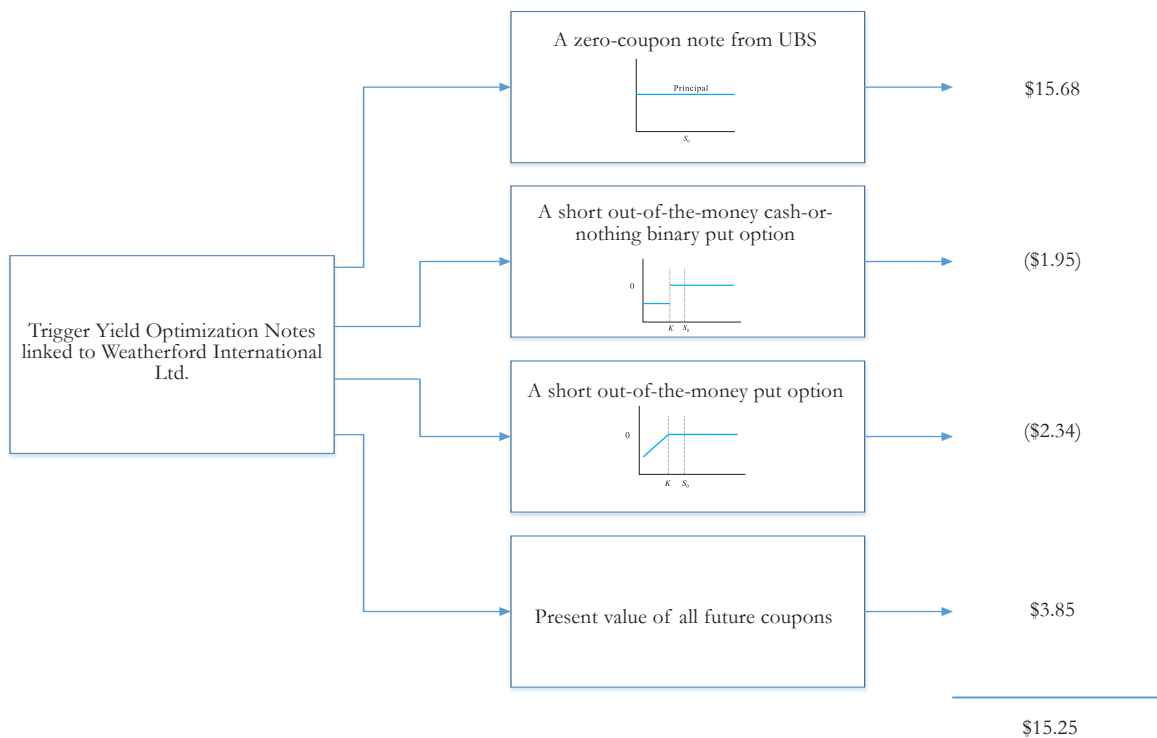 A zero-coupon note from UBS
Principal
S0
$15.68
A short out-of-the-money cash-or-
nothing binary put option
0
K
S0
($1.95)
Trigger Yield Optimization Notes
linked to Weatherford International
Ltd.
A short out-of-the-money put option
0
K
S0
($2.34)
Present value of all future coupons
$3.85
$15.25